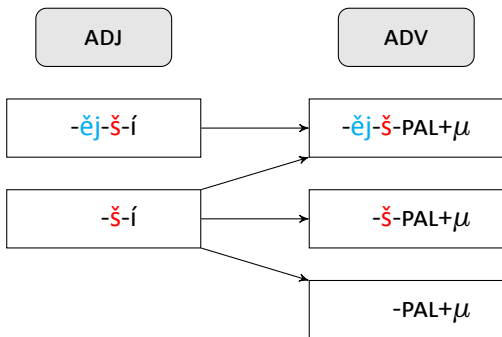 ADJ ADV
-ěj-š-í -ěj-š-PAL+μ
-š-í -š-PAL+μ
-PAL+μ